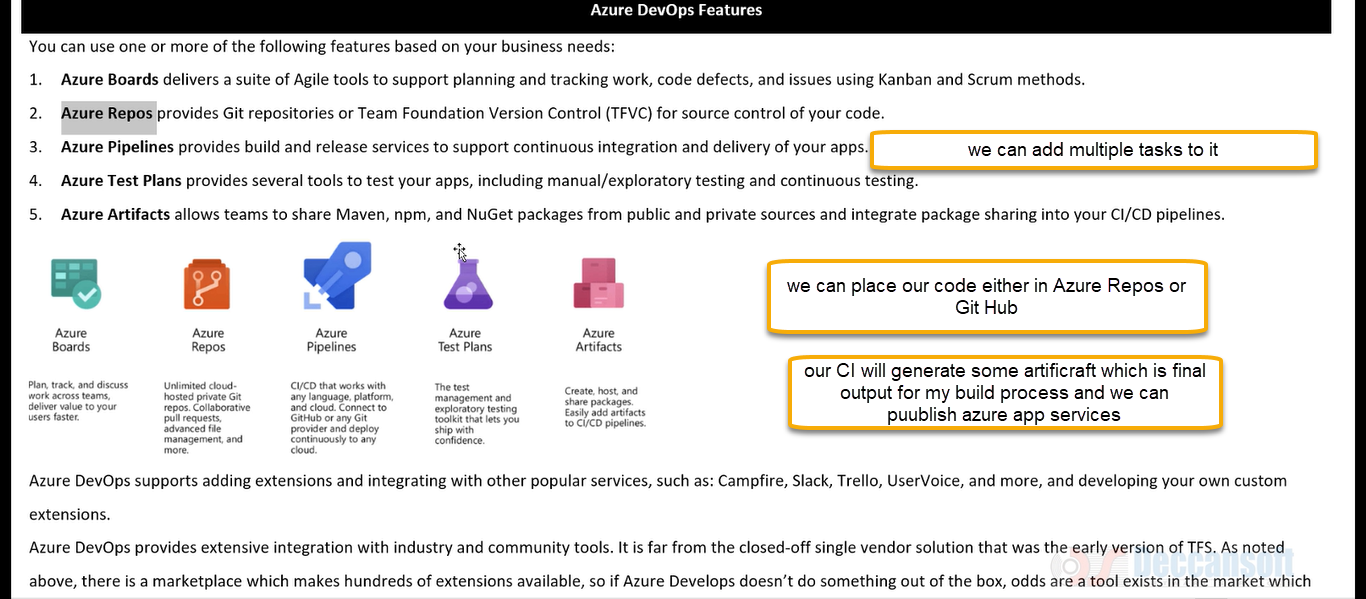 Azure DevOps Features
You can use one or more of the following features based on your business needs:
1. Azure Boards delivers a suite of Agile tools to support planning and tracking work, code defects, and issues using Kanban and Scrum methods.
2. Azure Repos provides Git repositories or Team Foundation Version Control (TFVC) for source control of your code.
3. Azure Pipelines provides build and release services to support continuous integration and delivery of your apps.
we can add multiple tasks to it
4. Azure Test Plans provides several tools to test your apps, including manual/exploratory testing and continuous testing.
5. Azure Artifacts allows teams to share Maven, npm, and NuGet packages from public and private sources and integrate package sharing into your CI/CD pipelines.
Azure
Boards
Plan, track, and discuss
work across teams,
deliver value to your
users faster.
Azure
Repos
Unlimited cloud-
hosted private Git
repos. Collaborative
pull requests,
advanced file
management, and
more.
Azure
Pipelines
CI/CD that works with
any language, platform,
and cloud. Connect to
GitHub or any Git
provider and deploy
continuously to any
cloud.
Azure
Test Plans
The test
management and
exploratory testing
toolkit that lets you
ship with
confidence.
Azure
Artifacts
Create, host, and
share packages.
Easily add artifacts
to CI/CD pipelines.
we can place our code either in Azure Repos or
Git Hub
our CI will generate some artificraft which is final
output for my build process and we can
puublish azure app services
Azure DevOps supports adding extensions and integrating with other popular services, such as: Campfire, Slack, Trello, UserVoice, and more, and developing your own custom
extensions.
Azure DevOps provides extensive integration with industry and community tools. It is far from the closed-off single vendor solution that was the early version of TFS. As noted
above, there is a marketplace which makes hundreds of extensions available, so if Azure Develops doesn't do something out of the box, odds are a tool exists in the market which
deccansoft